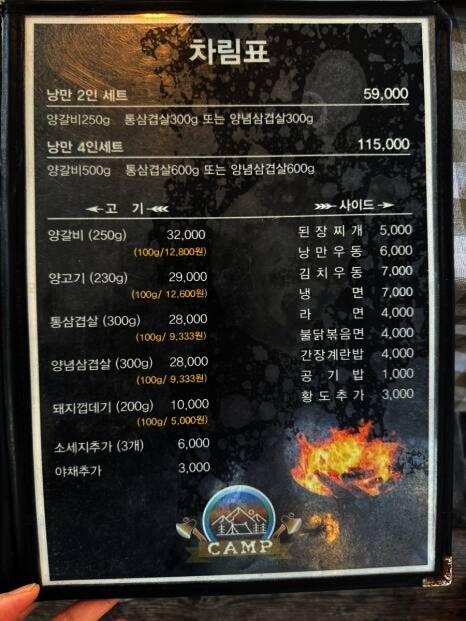 차림표
낭만 2인 세트 59,000
양갈비250g 통삼겹살300g 또는 양념삼겹살300g
낭만 4인세트 115,000
양갈비500g 통삼겹살600g 또는 양념삼겹살600g
고 기
양갈비 (250g) 32,000
(100g/12,800원)
양고기 (230g) 29,000
(100g/ 12,600원)
통삼겹살 (300g) 28,000
(100g/ 9,333원)
양념삼겹살 (300g) 28,000
(100g/ 9,333원)
돼지껍데기 (200g) 10,000
(100g/ 5,000원)
소세지추가 (3개) 6,000
야채추가 3,000
사이드
된 장 찌 개 5,000
낭 만 우 동 6,000
김 치 우 동 7,000
냉 면 7,000
라 면 4,000
불닭볶음면 4,000
간장계란밥 4,000
공 기 밥 1,000
황 도 추 가 3,000
CAMP